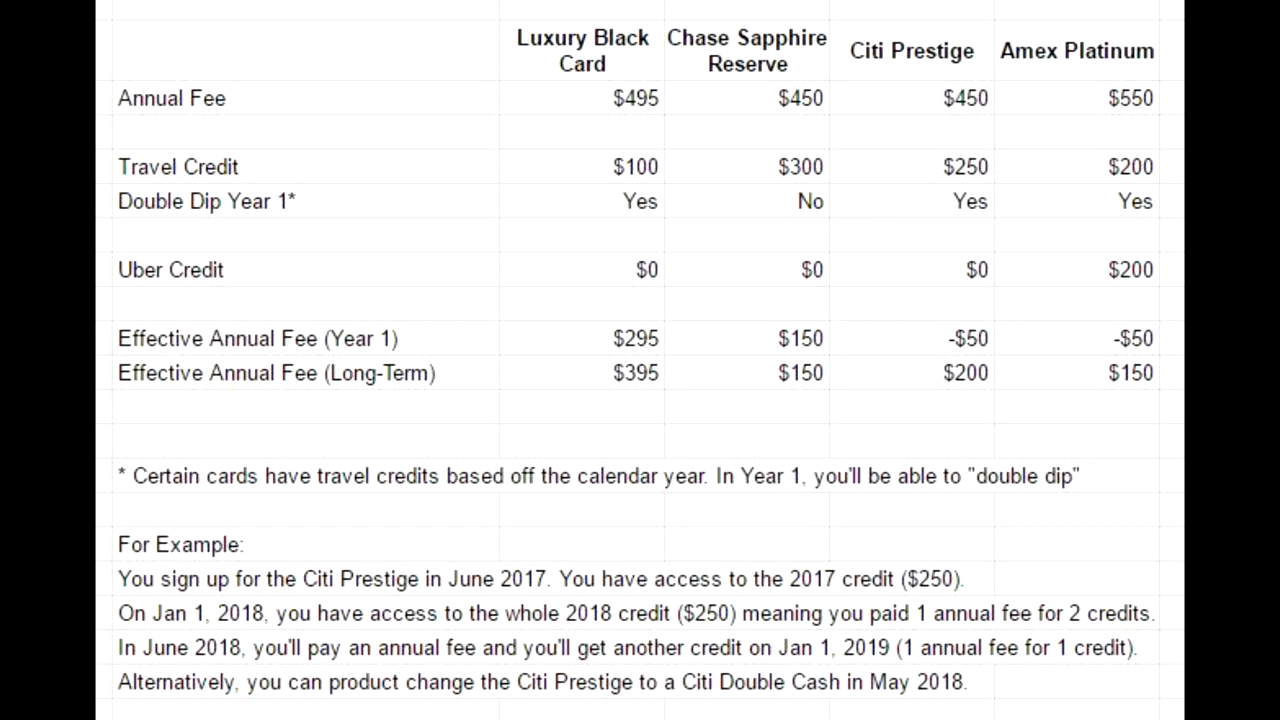 Luxury Black Card Chase Sapphire Reserve Citi Prestige Amex Platinum
Annual Fee $495 $450 $450 $550
Travel Credit $100 $300 $250 $200
Double Dip Year 1* Yes No Yes Yes
Uber Credit $0 $0 $0 $200
Effective Annual Fee (Year 1) $295 $150 -$50 -$50
Effective Annual Fee (Long-Term) $395 $150 $200 $150
* Certain cards have travel credits based off the calendar year. In Year 1, you'll be able to "double dip"
For Example:
You sign up for the Citi Prestige in June 2017. You have access to the 2017 credit ($250).
On Jan 1, 2018, you have access to the whole 2018 credit ($250) meaning you paid 1 annual fee for 2 credits.
In June 2018, you'll pay an annual fee and you'll get another credit on Jan 1, 2019 (1 annual fee for 1 credit).
Alternatively, you can product change the Citi Prestige to a Citi Double Cash in May 2018.